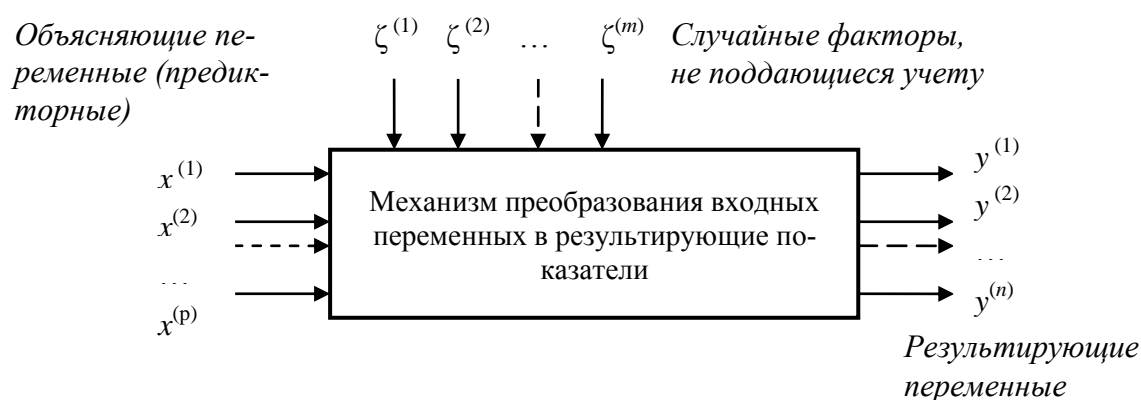 Объясняющие пе-
ременные (предик-
торные)
ζ⁽¹⁾ ζ⁽²⁾ … ζ⁽ᵐ⁾
Случайные факторы,
не поддающиеся учету
x⁽¹⁾
x⁽²⁾
…
x⁽ᵖ⁾
Механизм преобразования входных
переменных в результирующие по-
казатели
y⁽¹⁾
y⁽²⁾
…
y⁽ⁿ⁾
Результирующие
переменные